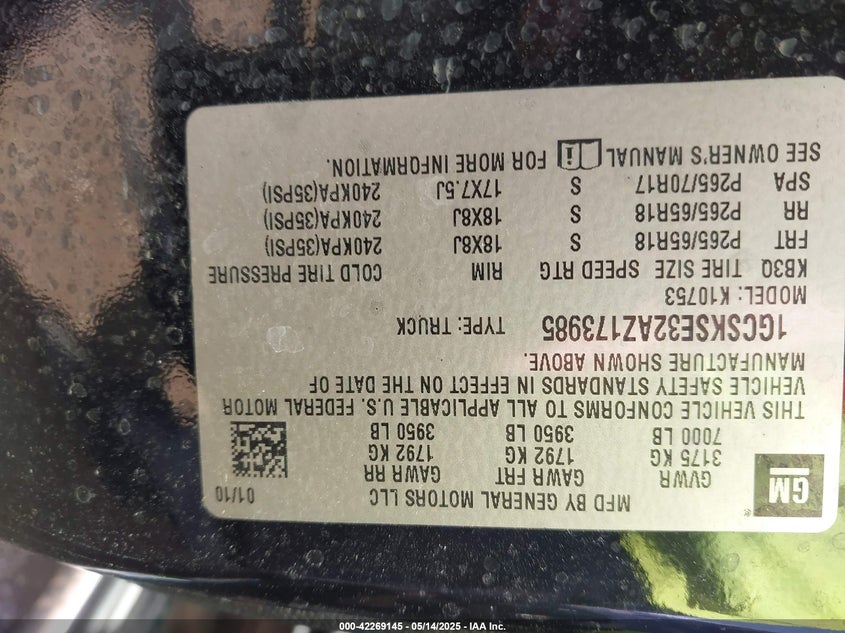 GM
MFD BY GENERAL MOTORS LLC 01/10
GVWR GAWR FRT GAWR RR
3175 KG 1792 KG 1792 KG
7000 LB 3950 LB 3950 LB
THIS VEHICLE CONFORMS TO ALL APPLICABLE U.S. FEDERAL MOTOR
VEHICLE SAFETY STANDARDS IN EFFECT ON THE DATE OF
MANUFACTURE SHOWN ABOVE.
1GCSKSE32AZ173985 TYPE: TRUCK
MODEL: K10753
KB3Q TIRE SIZE SPEED RTG RIM COLD TIRE PRESSURE
FRT P265/65R18 S 18X8J 240KPA(35PSI)
RR P265/65R18 S 18X8J 240KPA(35PSI)
SPA P265/70R17 S 17X7.5J 240KPA(35PSI)
SEE OWNER'S MANUAL FOR MORE INFORMATION.
000-42269145 - 05/14/2025 - IAA Inc.